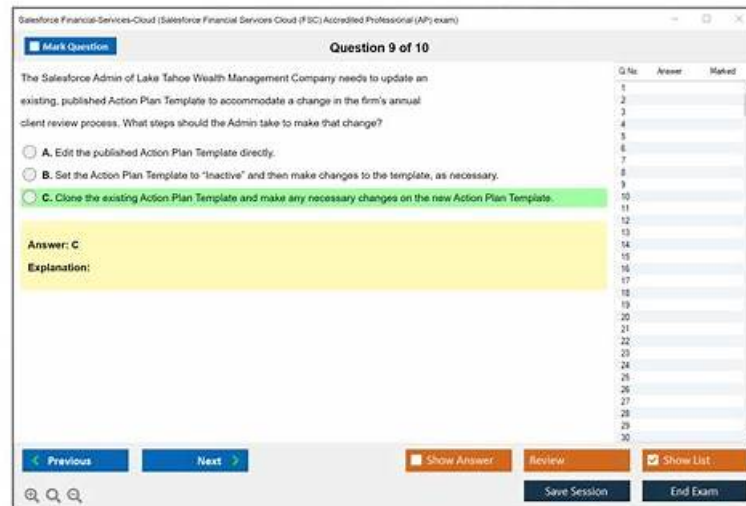 Salesforce Financial-Services-Cloud (Salesforce Financial Services Cloud (FSC) Accredited Professional (AP) exam)
Mark Question
Question 9 of 10
The Salesforce Admin of Lake Tahoe Wealth Management Company needs to update an
existing, published Action Plan Template to accommodate a change in the firm's annual
client review process. What steps should the Admin take to make that change?
A. Edit the published Action Plan Template directly.
B. Set the Action Plan Template to "Inactive" and then make changes to the template, as necessary.
C. Clone the existing Action Plan Template and make any necessary changes on the new Action Plan Template.
Answer: C
Explanation:
Q.No Answer Marked
1
2
3
4
5
6
7
8
9
10
11
12
13
14
15
16
17
18
19
20
21
22
23
24
25
26
27
28
29
30
Previous
Next
Show Answer
Review
Show List
Save Session
End Exam